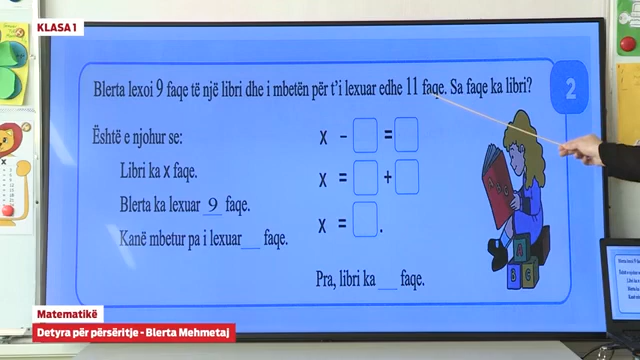 KLASA 1
Blerta lexoi 9 faqe të një libri dhe i mbetën për t’i lexuar edhe 11 faqe. Sa faqe ka libri?
2
Është e njohur se:
Libri ka x faqe.
Blerta ka lexuar 9 faqe.
Kanë mbetur pa i lexuar___ faqe.
x - =
x = +
x = .
Pra, libri ka ___ faqe.
A
B
C
Matematikë
Detyra për përsëritje - Blerta Mehmetaj